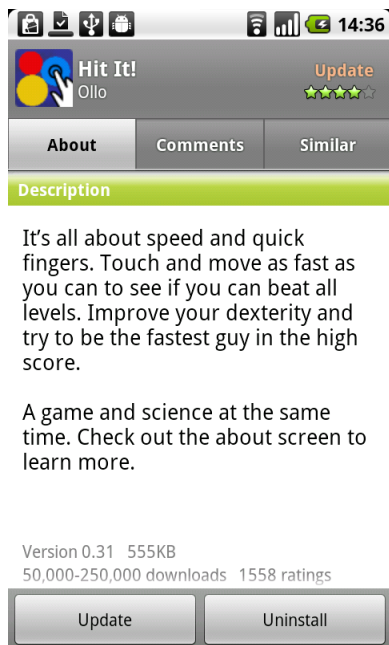 14:36
Hit It!
Update
Ollo
About Comments Similar
Description
It's all about speed and quick
fingers. Touch and move as fast as
you can to see if you can beat all
levels. Improve your dexterity and
try to be the fastest guy in the high
score.
A game and science at the same
time. Check out the about screen to
learn more.
Version 0.31 555KB
50,000-250,000 downloads 1558 ratings
Update Uninstall